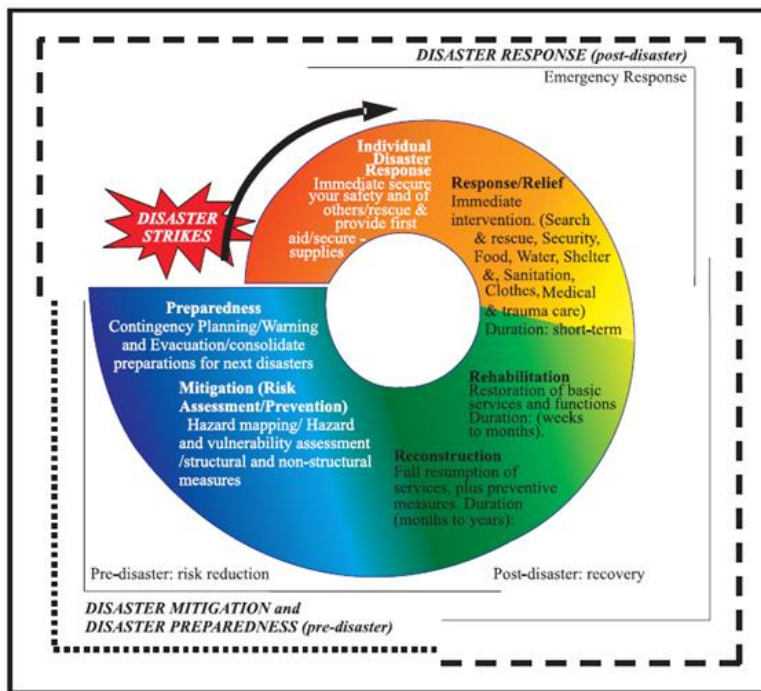 DISASTER RESPONSE (post-disaster)
Emergency Response
DISASTER
STRIKES
Individual
Disaster
Response
Immediate secure
your safety and of
others/rescue &
provide first
aid/secure -
supplies
Response/Relief
Immediate
intervention. (Search
& rescue, Security,
Food, Water, Shelter
&, Sanitation,
Clothes, Medical
& trauma care)
Duration: short-term
Rehabilitation
Restoration of basic
services and functions
Duration: (weeks
to months).
Reconstruction
Full resumption of
services, plus preventive
measures. Duration
(months to years):
Preparedness
Contingency Planning/Warning
and Evacuation/consolidate
preparations for next disasters
Mitigation (Risk
Assessment/Prevention)
Hazard mapping/ Hazard
and vulnerability assessment
/structural and non-structural
measures
Pre-disaster: risk reduction
Post-disaster: recovery
DISASTER MITIGATION and
DISASTER PREPAREDNESS (pre-disaster)